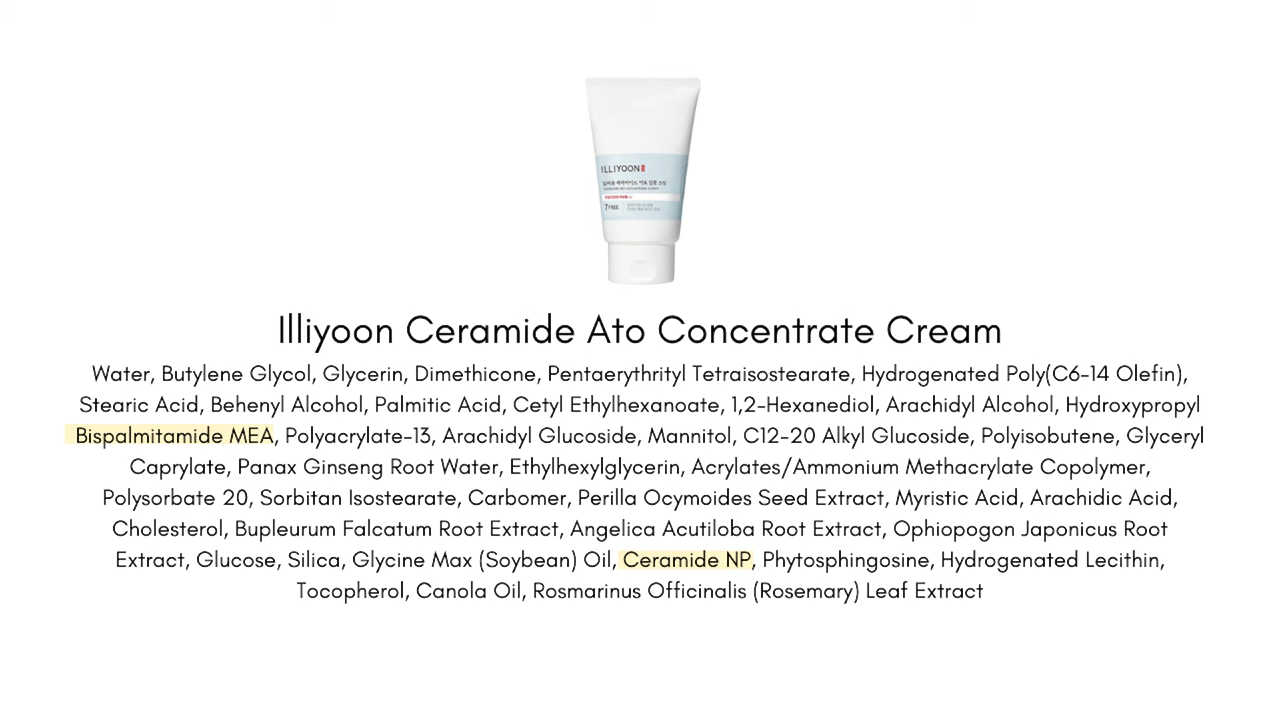 ILLIYOON
7 FREE
Illiyoon Ceramide Ato Concentrate Cream
Water, Butylene Glycol, Glycerin, Dimethicone, Pentaerythrityl Tetraisostearate, Hydrogenated Poly(C6-14 Olefin),
Stearic Acid, Behenyl Alcohol, Palmitic Acid, Cetyl Ethylhexanoate, 1,2-Hexanediol, Arachidyl Alcohol, Hydroxypropyl
Bispalmitamide MEA, Polyacrylate-13, Arachidyl Glucoside, Mannitol, C12-20 Alkyl Glucoside, Polyisobutene, Glyceryl
Caprylate, Panax Ginseng Root Water, Ethylhexylglycerin, Acrylates/Ammonium Methacrylate Copolymer,
Polysorbate 20, Sorbitan Isostearate, Carbomer, Perilla Ocymoides Seed Extract, Myristic Acid, Arachidic Acid,
Cholesterol, Bupleurum Falcatum Root Extract, Angelica Acutiloba Root Extract, Ophiopogon Japonicus Root
Extract, Glucose, Silica, Glycine Max (Soybean) Oil, Ceramide NP, Phytosphingosine, Hydrogenated Lecithin,
Tocopherol, Canola Oil, Rosmarinus Officinalis (Rosemary) Leaf Extract